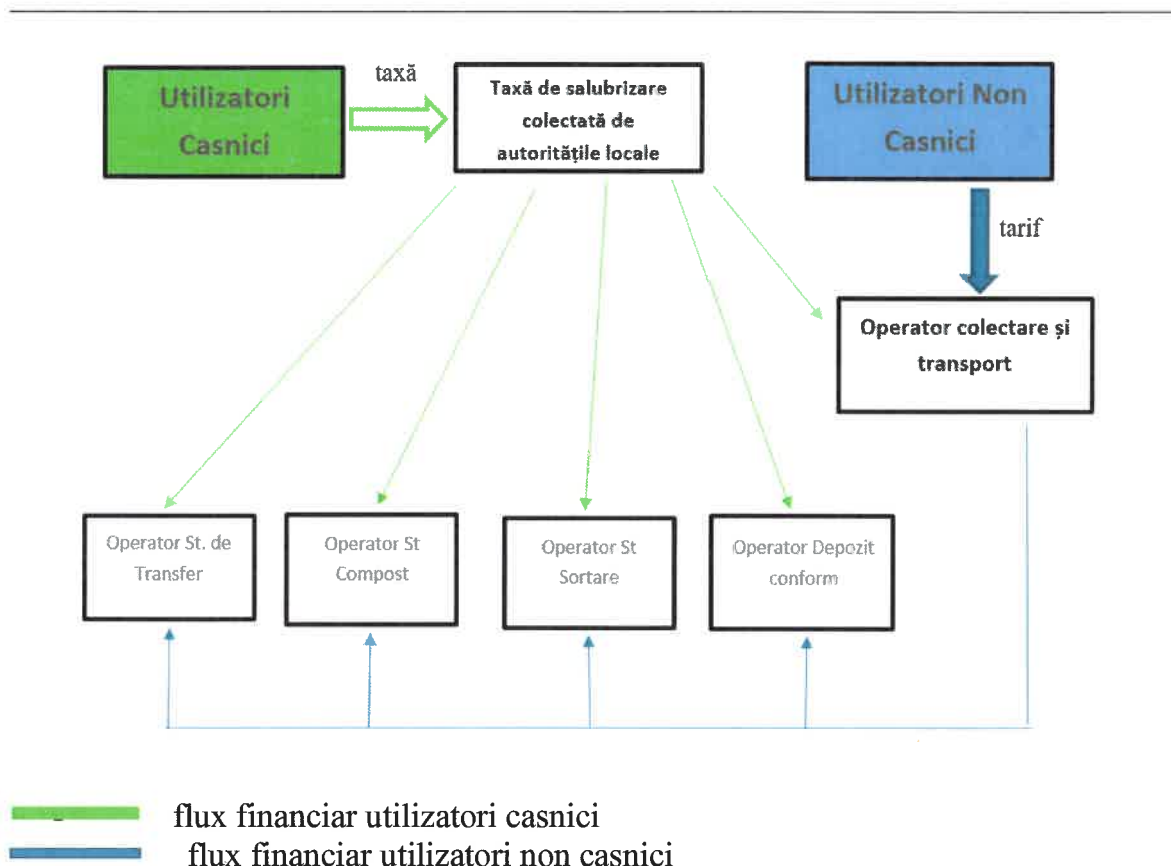 Utilizatori
Casnici
taxă
Taxă de salubrizare
colectată de
autoritățile locale
Utilizatori Non
Casnici
tarif
Operator colectare și
transport
Operator St. de
Transfer
Operator St
Compost
Operator St
Sortare
Operator Depozit
conform
flux financiar utilizatori casnici
flux financiar utilizatori non casnici